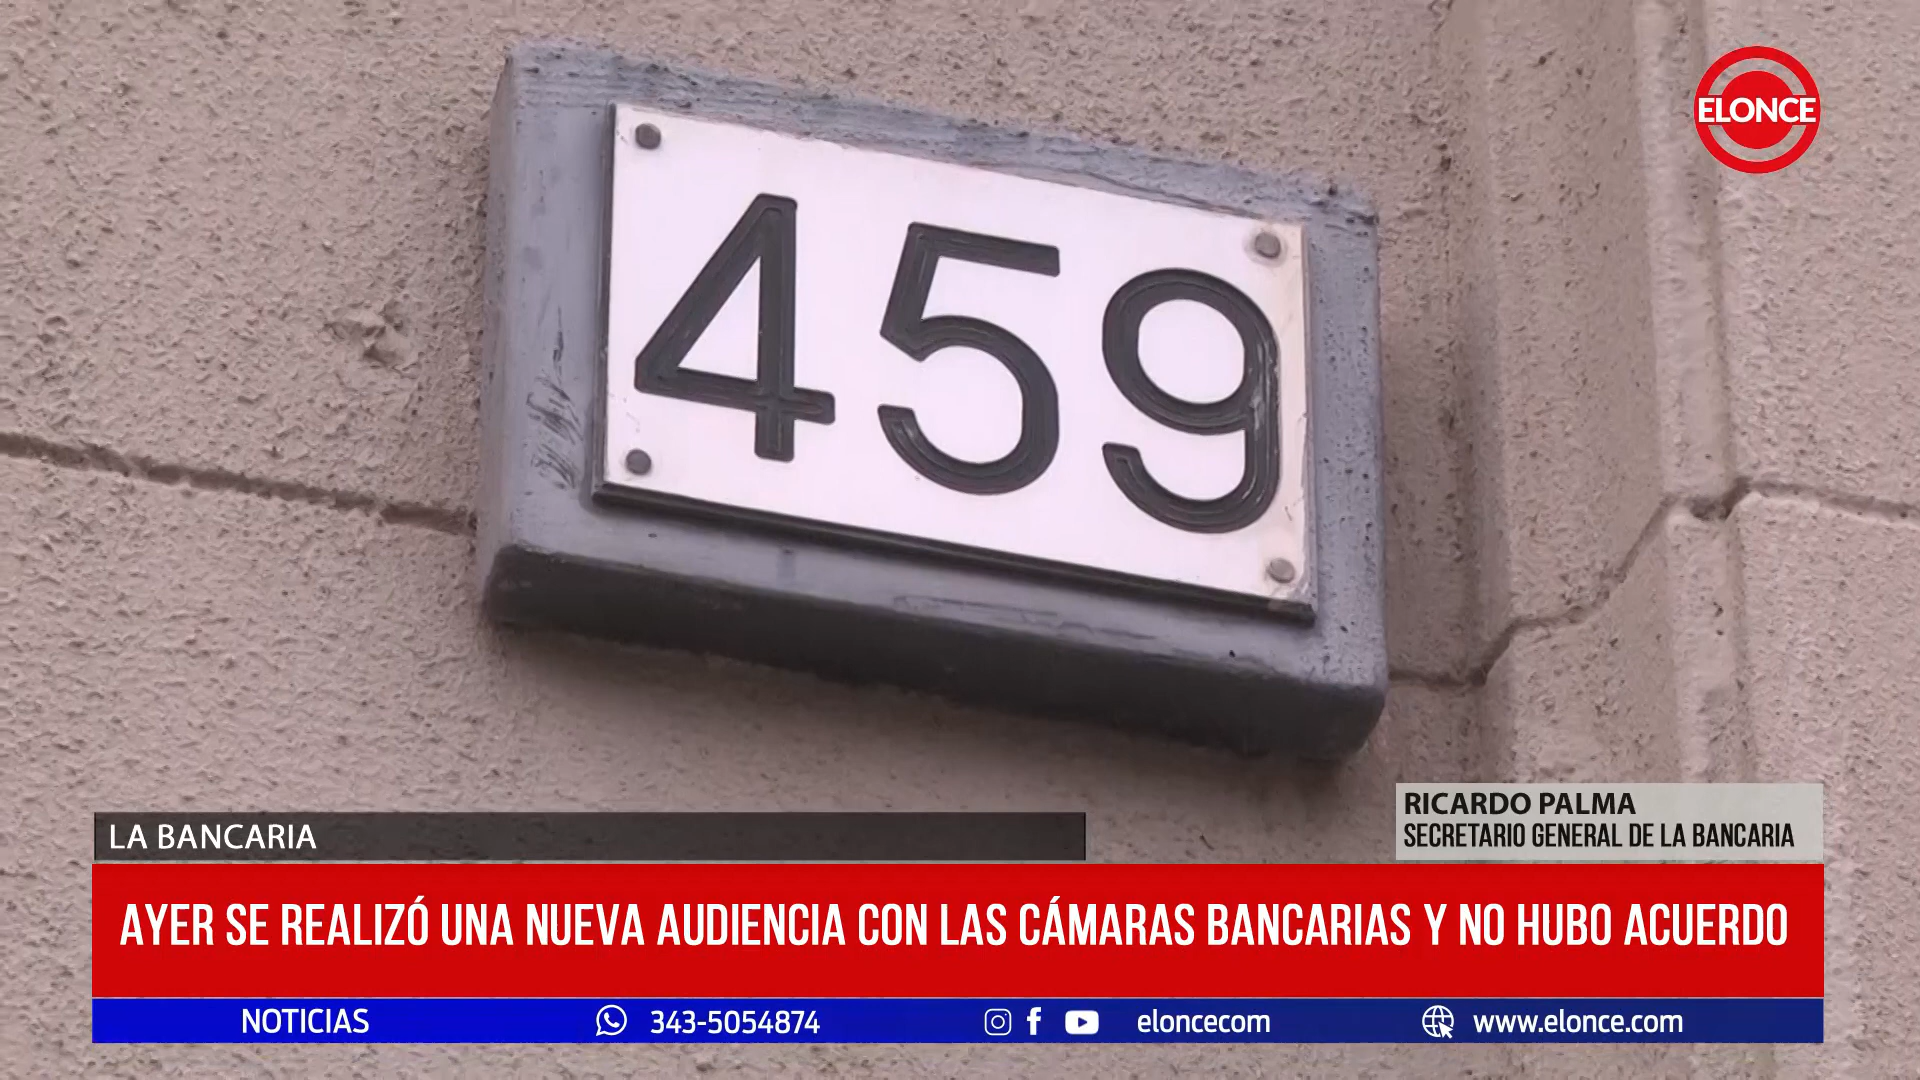 ELONCE
459
RICARDO PALMA
SECRETARIO GENERAL DE LA BANCARIA
LA BANCARIA
AYER SE REALIZÓ UNA NUEVA AUDIENCIA CON LAS CÁMARAS BANCARIAS Y NO HUBO ACUERDO
NOTICIAS 343-5054874 eloncecom www.elonce.com